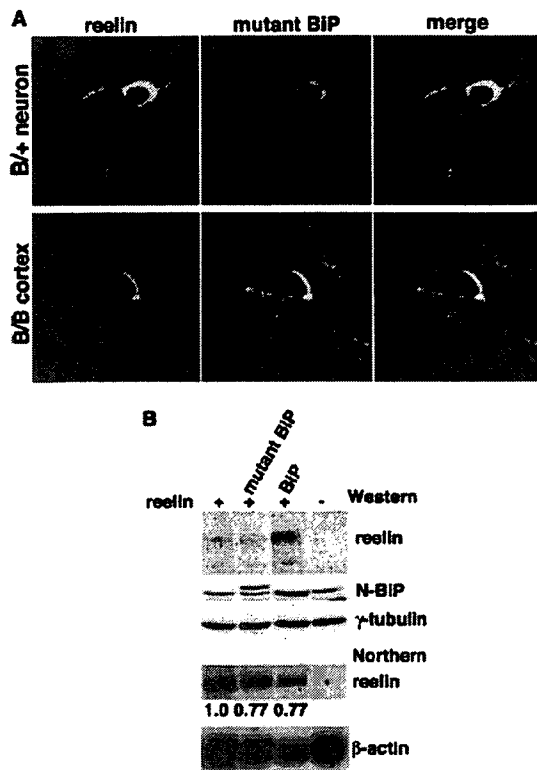 A
reelin mutant BiP merge
B/+ neuron
B/B cortex
B
mutant BiP
BiP
reelin + + + - Western
reelin
N-BiP
γ-tubulin
Northern
reelin
1.0 0.77 0.77
β-actin